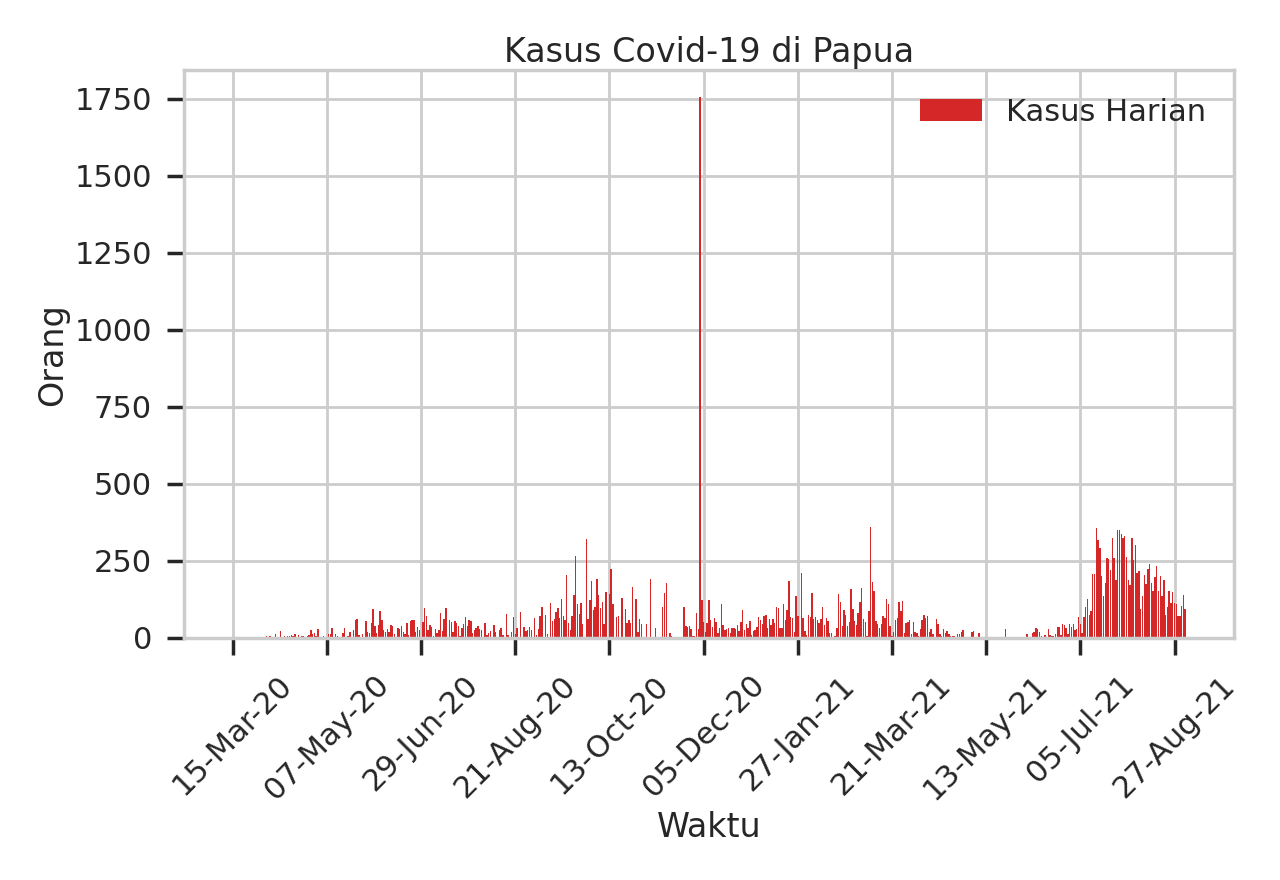 Kasus Covid-19 di Papua
Kasus Harian
Orang
1750
1500
1250
1000
750
500
250
0
15-Mar-20
07-May-20
29-Jun-20
21-Aug-20
13-Oct-20
05-Dec-20
27-Jan-21
21-Mar-21
13-May-21
05-Jul-21
27-Aug-21
Waktu